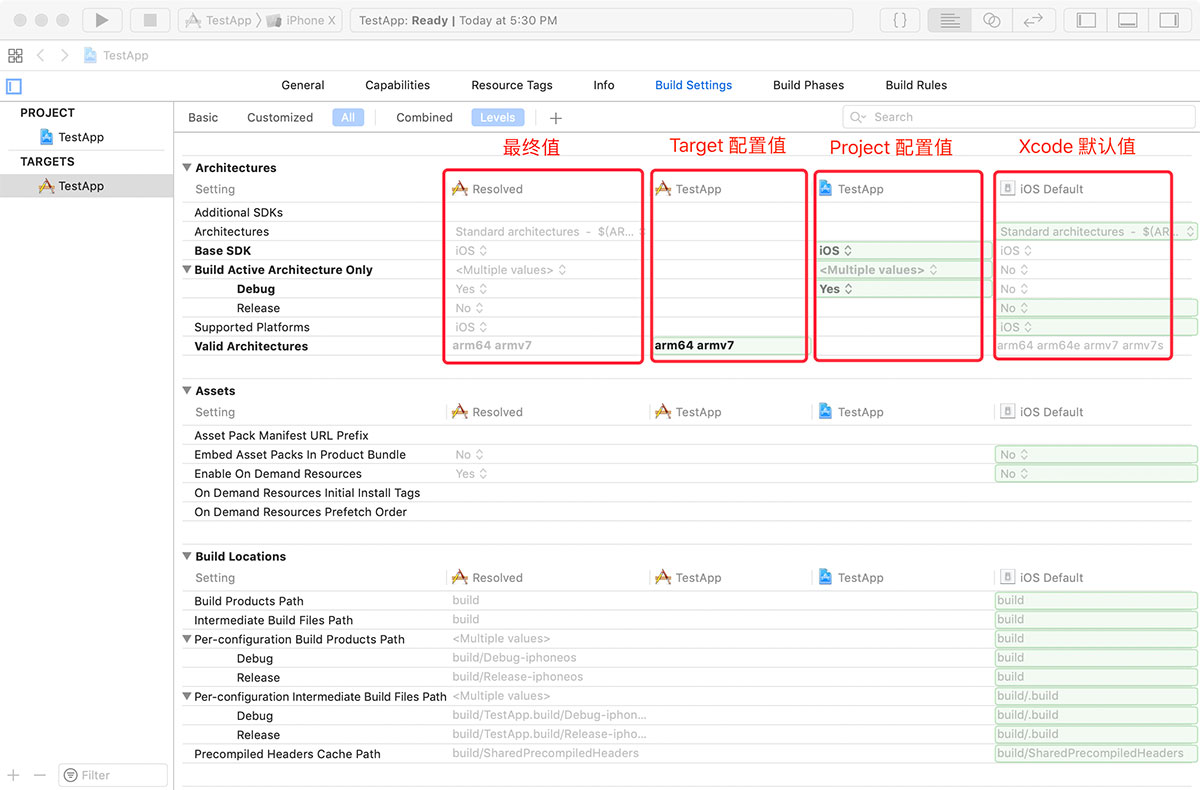 TestApp 〉 iPhone X TestApp: Ready | Today at 5:30 PM {}
TestApp
General Capabilities Resource Tags Info Build Settings Build Phases Build Rules
PROJECT
TestApp
TARGETS
TestApp
Basic Customized All Combined Levels + Search
最终值 Target 配置值 Project 配置值 Xcode 默认值
Architectures
Setting Resolved TestApp TestApp iOS Default
Additional SDKs
Architectures Standard architectures - $(AR... Standard architectures - $(AR...
Base SDK iOS iOS iOS
Build Active Architecture Only <Multiple values> <Multiple values> No
Debug Yes Yes No
Release No No
Supported Platforms iOS iOS
Valid Architectures arm64 armv7 arm64 armv7 arm64 arm64e armv7 armv7s
Assets
Setting Resolved TestApp TestApp iOS Default
Asset Pack Manifest URL Prefix
Embed Asset Packs In Product Bundle No No
Enable On Demand Resources Yes No
On Demand Resources Initial Install Tags
On Demand Resources Prefetch Order
Build Locations
Setting Resolved TestApp TestApp iOS Default
Build Products Path build build
Intermediate Build Files Path build build
Per-configuration Build Products Path <Multiple values> build
Debug build/Debug-iphoneos build
Release build/Release-iphoneos build
Per-configuration Intermediate Build Files Path <Multiple values> build/.build
Debug build/TestApp.build/Debug-iphon... build/.build
Release build/TestApp.build/Release-ipho... build/.build
Precompiled Headers Cache Path build/SharedPrecompiledHeaders build/SharedPrecompiledHeaders
+ − Filter